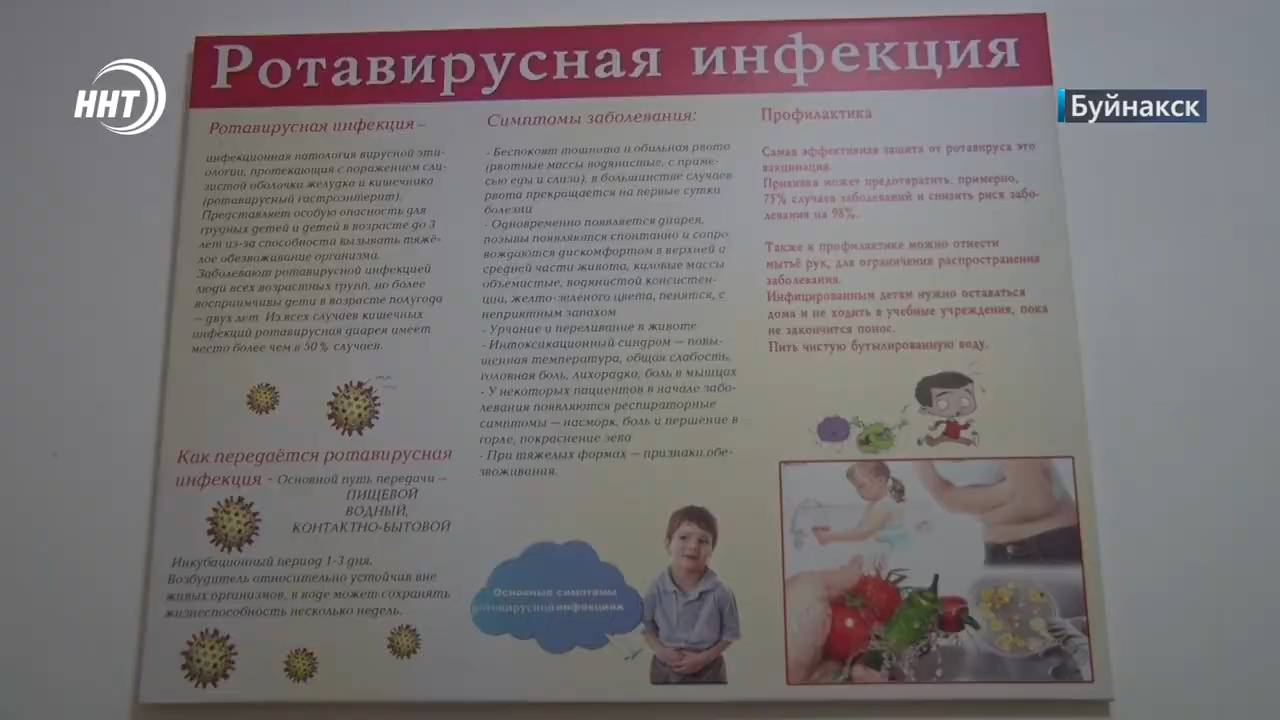 ННТ
Буйнакск
Ротавирусная инфекция
Ротавирусная инфекция –
инфекционная патология вирусной эти-
ологии, протекающая с поражением сли-
зистой оболочки желудка и кишечника
(ротавирусный гастроэнтерит).
Представляет особую опасность для
грудных детей и детей в возрасте до 3
лет из-за способности вызывать тяжё-
лое обезвоживание организма.
Заболевают ротавирусной инфекцией
люди всех возрастных групп, но более
восприимчивы дети в возрасте полугода
– двух лет. Из всех случаев кишечных
инфекций ротавирусная диарея имеет
место более чем в 50% случаев.
Как передаётся ротавирусная
инфекция - Основной путь передачи –
ПИЩЕВОЙ
ВОДНЫЙ,
КОНТАКТНО-БЫТОВОЙ
Инкубационный период 1-3 дня.
Возбудитель относительно устойчив вне
живых организмов, в воде может сохранять
жизнеспособность несколько недель.
Симптомы заболевания:
- Беспокоят тошнота и обильная рвота
(рвотные массы водянистые, с приме-
сью еды и слизи), в большинстве случаев
рвота прекращается на первые сутки
болезни
- Одновременно появляется диарея,
позывы появляются спонтанно и сопро
вождаются дискомфортом в верхней и
средней части живота, каловые массы
объемистые, водянистой консистен-
ции, желто-зелёного цвета, пенятся, с
неприятным запахом
- Урчание и переливание в животе
- Интоксикационный синдром – повы-
шенная температура, общая слабость,
головная боль, лихорадка, боль в мышцах
- У некоторых пациентов в начале забо-
левания появляются респираторные
симптомы – насморк, боль и першение в
горле, покраснение зева
- При тяжелых формах – признаки обе-
звоживания.
Основные симптомы
ротавирусной инфекциии
Профилактика
Самая эффективная защита от ротавируса это
вакцинация.
Прививка может предотвратить, примерно,
75% случаев заболеваний и снизить риск забо-
левания на 98%.
Также к профилактике можно отнести
мытьё рук, для ограничения распространения
заболевания.
Инфицированным детям нужно оставаться
дома и не ходить в учебные учреждения, пока
не закончится понос.
Пить чистую бутылированную воду.